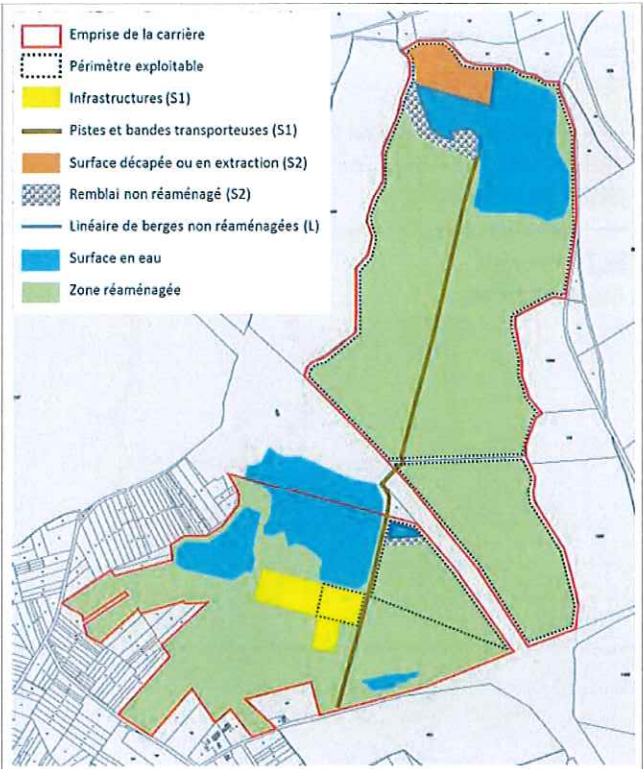 Emprise de la carrière
Périmètre exploitable
Infrastructures (S1)
Pistes et bandes transporteuses (S1)
Surface décapée ou en extraction (S2)
Remblai non réaménagé (S2)
Linéaire de berges non réaménagées (L)
Surface en eau
Zone réaménagée